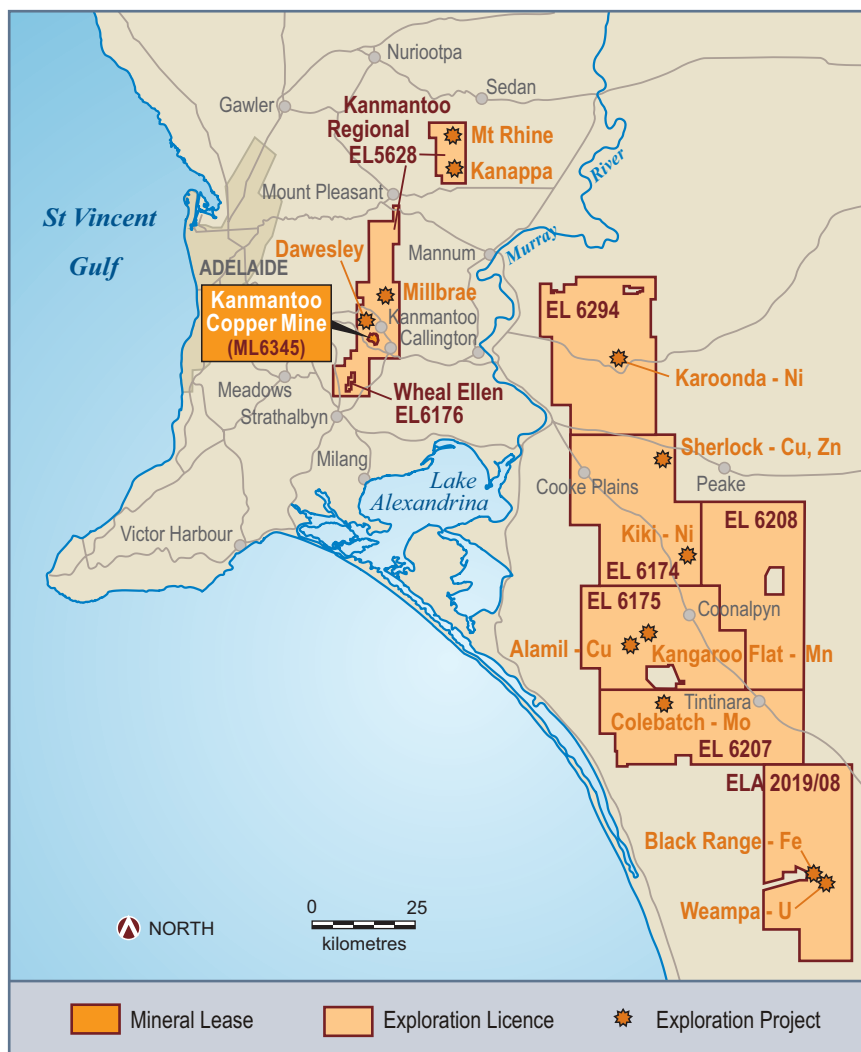 Nuriootpa
Sedan
Gawler
Kanmantoo
Regional
EL5628
Mt Rhine
Kanappa
Mount Pleasant
River
Murray
St Vincent
Gulf
Dawesley
Mannum
ADELAIDE
Millbrae
Kanmantoo
Copper Mine
(ML6345)
Kanmantoo
Callington
EL 6294
Karoonda - Ni
Meadows
Wheal Ellen
EL6176
Strathalbyn
Sherlock - Cu, Zn
Milang
Lake
Alexandrina
Cooke Plains
Peake
Victor Harbour
Kiki - Ni
EL 6208
EL 6174
EL 6175
Coonalpyn
Alamil - Cu
Kangaroo Flat - Mn
Tintinara
Colebatch - Mo
EL 6207
ELA 2019/08
Black Range - Fe
Weampa - U
0 25
kilometres
NORTH
Mineral Lease
Exploration Licence
Exploration Project